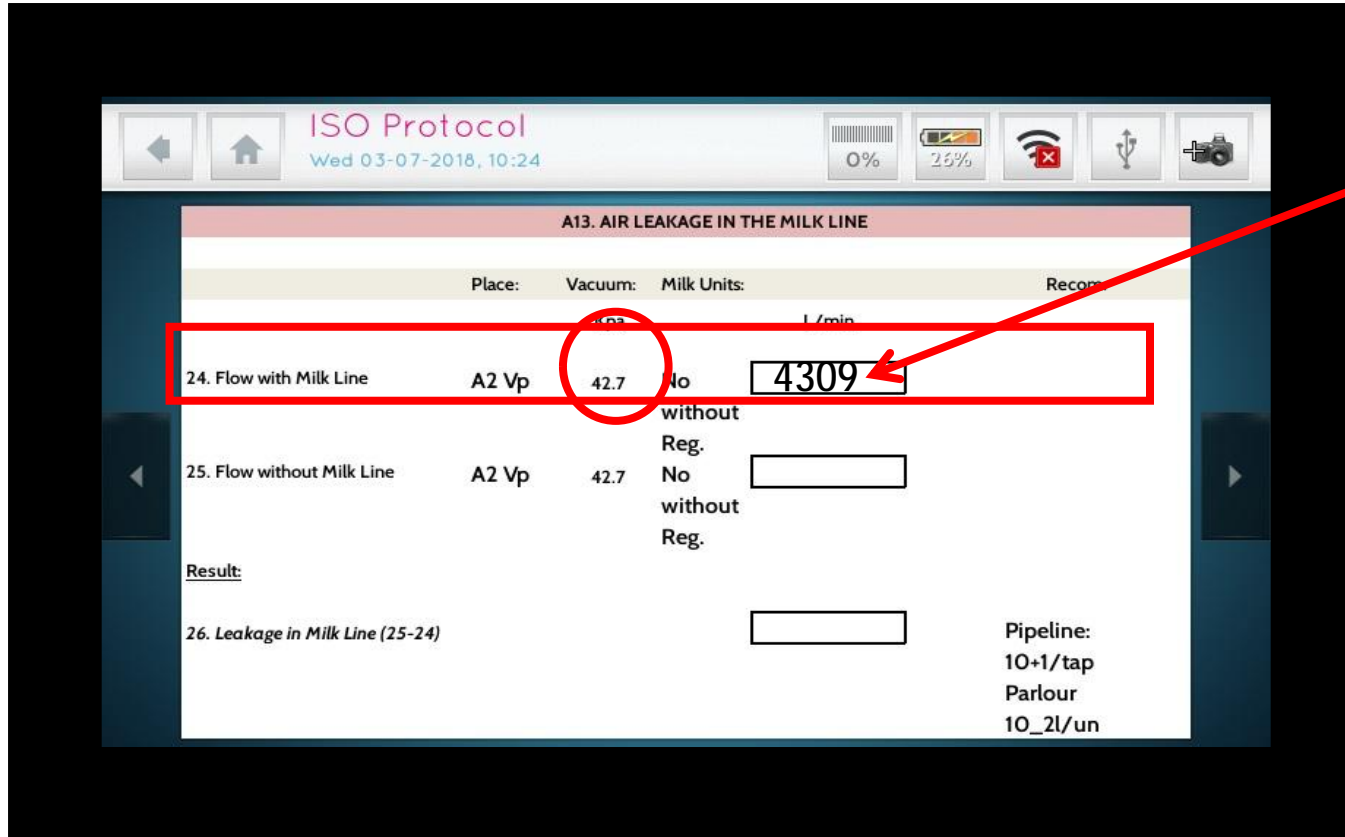 ISO Protocol
Wed 03-07-2018, 10:24
0%
26%
A13. AIR LEAKAGE IN THE MILK LINE
Place: Vacuum: Milk Units: Recom.
Kpa L/min
24. Flow with Milk Line A2 Vp 42.7 No 4309
without
Reg.
25. Flow without Milk Line A2 Vp 42.7 No
without
Reg.
Result:
26. Leakage in Milk Line (25-24) Pipeline:
10+1/tap
Parlour
10_2l/un